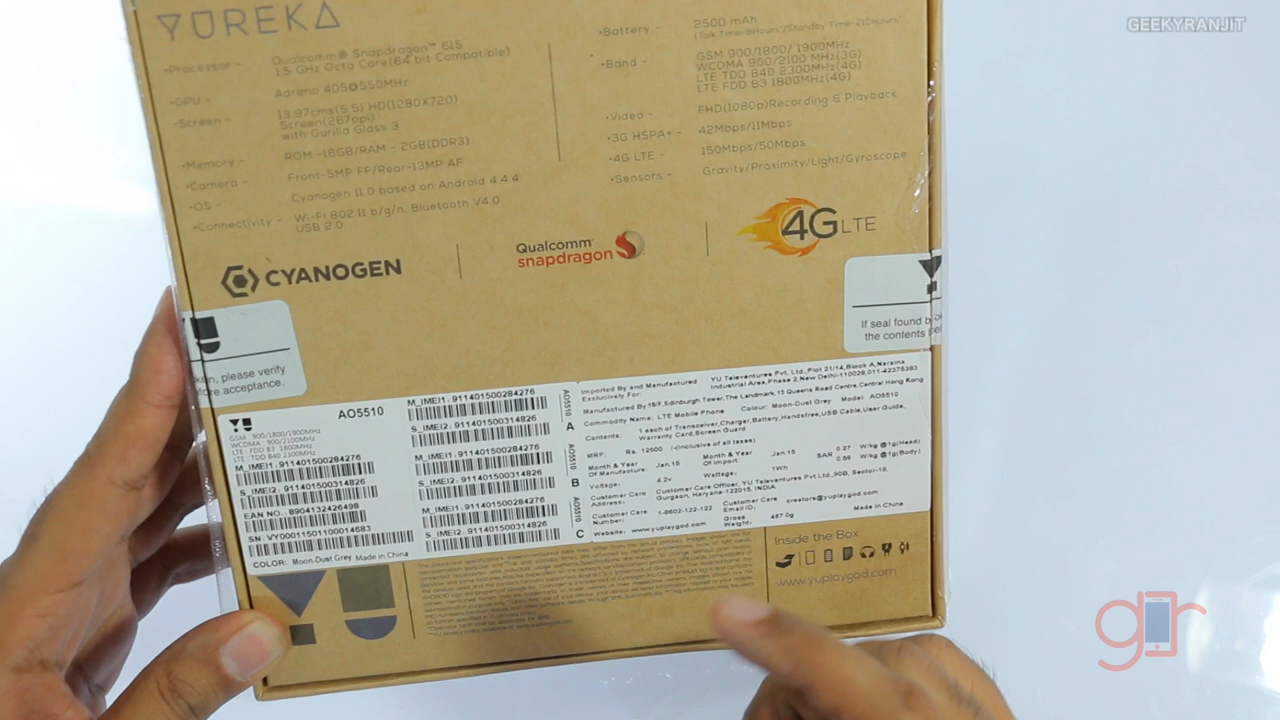 GEEKYRANJIT
YUREKA
•Processor - Qualcomm® Snapdragon™ 615
1.5 GHz Octa Core(64 bit Compatible)
•GPU - Adreno 405@550MHz
•Screen - 13.97cms(5.5) HD(1280X720)
Screen(267ppi)
with Gorilla Glass 3
•Memory - ROM -16GB/RAM - 2GB(DDR3)
•Camera - Front-5MP FF/Rear-13MP AF
•OS - Cyanogen 11.0 based on Android 4.4.4
•Connectivity - Wi-Fi 802.11 b/g/n, Bluetooth V4.0
USB 2.0
•Battery - 2500 mAh
(Talk Time-8Hours*/Standby Time-210Hours*
•Band - GSM 900/1800/ 1900MHz
WCDMA 900/2100 MHz(3G)
LTE TDD B40 2300MHz(4G)
LTE FDD B3 1800MHz(4G)
•Video - FHD(1080p)Recording & Playback
•3G HSPA+ - 42Mbps/11Mbps
•4G LTE - 150Mbps/50Mbps
•Sensors - Gravity/Proximity/Light/Gyroscope
CYANOGEN
Qualcomm
snapdragon
4G LTE
please verify
acceptance.
If seal found
the contents
YU
AO5510
GSM : 900/1800/1900MHz
WCDMA : 900/2100MHz
LTE : FDD B3 1800MHz
LTE : TDD B40 2300MHz
M_IMEI1: 911401500284276
S_IMEI2: 911401500314826
EAN NO.: 8904132426498
SN: VY00011501100014683
COLOR: Moon-Dust Grey Made in China
M_IMEI1: 911401500284276
S_IMEI2: 911401500314826
M_IMEI1: 911401500284276
S_IMEI2: 911401500314826
M_IMEI1: 911401500284276
S_IMEI2: 911401500314826
AO5510 A
AO5510 B
AO5510 C
Imported By and Manufactured Exclusively For: YU Televentures Pvt. Ltd.,Plot 21/14,Block A,Naraina
Industrial Area,Phase 2,New Delhi-110028,011-42375383
Manufactured By:18/F,Edinburgh Tower,The Landmark,15 Queens Road Centre,Central Hong Kong
Commodity Name: LTE Mobile Phone Colour: Moon-Dust Grey Model: AO5510
Contents: 1 each of Transceiver,Charger,Battery,Handsfree,USB Cable,User Guide,
Warranty Card,Screen Guard
MRP: Rs. 12500 /-(Inclusive of all taxes)
Month & Year Of Manufacture: Jan.15 Month & Year Of Import: Jan.15 SAR 0.27 W/kg @1g(Head)
0.56 W/kg @1g(Body)
Voltage: 4.2v Wattage: 1Wh
Customer Care Address: Customer Care Officer, YU Televentures Pvt.Ltd.,90B, Sector-18,
Gurgaon, Haryana-122015, INDIA
Customer Care Number: 1-8602-122-122 Customer Care Email ID: creators@yuplaygod.com
Website: www.yuplaygod.com Gross Weight: 467.0g Made in China
Inside the Box
www.yuplaygod.com